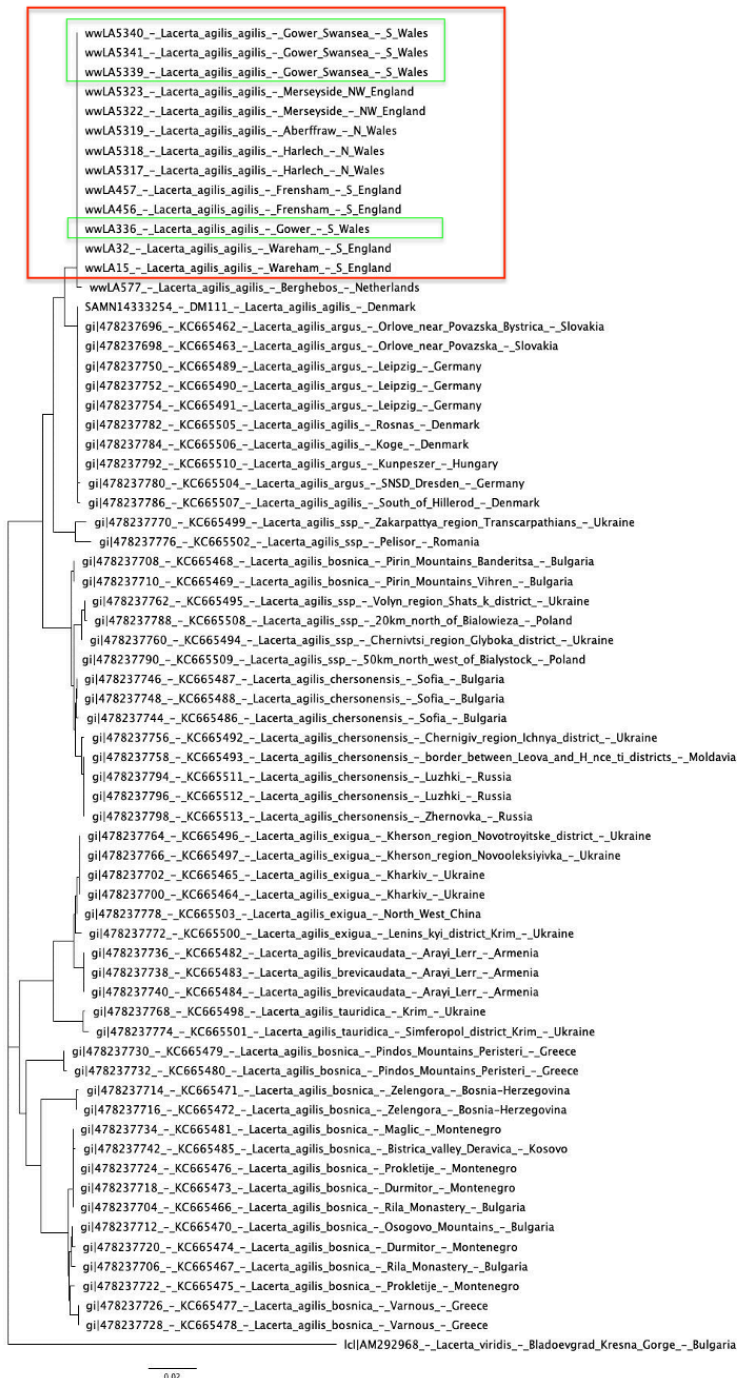 wwLA5340_-_Lacerta_agilis_agilis_-_Gower_Swansea_-_S_Wales
wwLA5341_-_Lacerta_agilis_agilis_-_Gower_Swansea_-_S_Wales
wwLA5339_-_Lacerta_agilis_agilis_-_Gower_Swansea_-_S_Wales
wwLA5323_-_Lacerta_agilis_agilis_-_Merseyside_NW_England
wwLA5322_-_Lacerta_agilis_agilis_-_Merseyside_-_NW_England
wwLA5319_-_Lacerta_agilis_agilis_-_Aberffraw_-_N_Wales
wwLA5318_-_Lacerta_agilis_agilis_-_Harlech_-_N_Wales
wwLA5317_-_Lacerta_agilis_agilis_-_Harlech_-_N_Wales
wwLA457_-_Lacerta_agilis_agilis_-_Frensham_-_S_England
wwLA456_-_Lacerta_agilis_agilis_-_Frensham_-_S_England
wwLA336_-_Lacerta_agilis_agilis_-_Gower_-_S_Wales
wwLA32_-_Lacerta_agilis_agilis_-_Wareham_-_S_England
wwLA15_-_Lacerta_agilis_agilis_-_Wareham_-_S_England
wwLA577_-_Lacerta_agilis_agilis_-_Berghebos_-_Netherlands
SAMN14333254_-_DM111_-_Lacerta_agilis_agilis_-_Denmark
gi|478237696_-_KC665462_-_Lacerta_agilis_argus_-_Orlove_near_Povazska_Bystrica_-_Slovakia
gi|478237698_-_KC665463_-_Lacerta_agilis_argus_-_Orlove_near_Povazska_-_Slovakia
gi|478237750_-_KC665489_-_Lacerta_agilis_argus_-_Leipzig_-_Germany
gi|478237752_-_KC665490_-_Lacerta_agilis_argus_-_Leipzig_-_Germany
gi|478237754_-_KC665491_-_Lacerta_agilis_argus_-_Leipzig_-_Germany
gi|478237782_-_KC665505_-_Lacerta_agilis_agilis_-_Rosnas_-_Denmark
gi|478237784_-_KC665506_-_Lacerta_agilis_agilis_-_Koge_-_Denmark
gi|478237792_-_KC665510_-_Lacerta_agilis_argus_-_Kunpeszer_-_Hungary
gi|478237780_-_KC665504_-_Lacerta_agilis_argus_-_SNSD_Dresden_-_Germany
gi|478237786_-_KC665507_-_Lacerta_agilis_agilis_-_South_of_Hillerod_-_Denmark
gi|478237770_-_KC665499_-_Lacerta_agilis_ssp_-_Zakarpattya_region_Transcarpathians_-_Ukraine
gi|478237776_-_KC665502_-_Lacerta_agilis_ssp_-_Pelisor_-_Romania
gi|478237708_-_KC665468_-_Lacerta_agilis_bosnica_-_Pirin_Mountains_Banderitsa_-_Bulgaria
gi|478237710_-_KC665469_-_Lacerta_agilis_bosnica_-_Pirin_Mountains_Vihren_-_Bulgaria
gi|478237762_-_KC665495_-_Lacerta_agilis_ssp_-_Volyn_region_Shats_k_district_-_Ukraine
gi|478237788_-_KC665508_-_Lacerta_agilis_ssp_-_20km_north_of_Bialowieza_-_Poland
gi|478237760_-_KC665494_-_Lacerta_agilis_ssp_-_Chernivtsi_region_Glyboka_district_-_Ukraine
gi|478237790_-_KC665509_-_Lacerta_agilis_ssp_-_50km_north_west_of_Bialystock_-_Poland
gi|478237746_-_KC665487_-_Lacerta_agilis_chersonensis_-_Sofia_-_Bulgaria
gi|478237748_-_KC665488_-_Lacerta_agilis_chersonensis_-_Sofia_-_Bulgaria
gi|478237744_-_KC665486_-_Lacerta_agilis_chersonensis_-_Sofia_-_Bulgaria
gi|478237756_-_KC665492_-_Lacerta_agilis_chersonensis_-_Chernigiv_region_Ichnya_district_-_Ukraine
gi|478237758_-_KC665493_-_Lacerta_agilis_chersonensis_-_border_between_Leova_and_H_nce_ti_districts_-_Moldavia
gi|478237794_-_KC665511_-_Lacerta_agilis_chersonensis_-_Luzhki_-_Russia
gi|478237796_-_KC665512_-_Lacerta_agilis_chersonensis_-_Luzhki_-_Russia
gi|478237798_-_KC665513_-_Lacerta_agilis_chersonensis_-_Zhernovka_-_Russia
gi|478237764_-_KC665496_-_Lacerta_agilis_exigua_-_Kherson_region_Novotroyitske_district_-_Ukraine
gi|478237766_-_KC665497_-_Lacerta_agilis_exigua_-_Kherson_region_Novooleksiyivka_-_Ukraine
gi|478237702_-_KC665465_-_Lacerta_agilis_exigua_-_Kharkiv_-_Ukraine
gi|478237700_-_KC665464_-_Lacerta_agilis_exigua_-_Kharkiv_-_Ukraine
gi|478237778_-_KC665503_-_Lacerta_agilis_exigua_-_North_West_China
gi|478237772_-_KC665500_-_Lacerta_agilis_exigua_-_Lenins_kyi_district_Krim_-_Ukraine
gi|478237736_-_KC665482_-_Lacerta_agilis_brevicaudata_-_Arayi_Lerr_-_Armenia
gi|478237738_-_KC665483_-_Lacerta_agilis_brevicaudata_-_Arayi_Lerr_-_Armenia
gi|478237740_-_KC665484_-_Lacerta_agilis_brevicaudata_-_Arayi_Lerr_-_Armenia
gi|478237768_-_KC665498_-_Lacerta_agilis_tauridica_-_Krim_-_Ukraine
gi|478237774_-_KC665501_-_Lacerta_agilis_tauridica_-_Simferopol_district_Krim_-_Ukraine
gi|478237730_-_KC665479_-_Lacerta_agilis_bosnica_-_Pindos_Mountains_Peristeri_-_Greece
gi|478237732_-_KC665480_-_Lacerta_agilis_bosnica_-_Pindos_Mountains_Peristeri_-_Greece
gi|478237714_-_KC665471_-_Lacerta_agilis_bosnica_-_Zelengora_-_Bosnia-Herzegovina
gi|478237716_-_KC665472_-_Lacerta_agilis_bosnica_-_Zelengora_-_Bosnia-Herzegovina
gi|478237734_-_KC665481_-_Lacerta_agilis_bosnica_-_Maglic_-_Montenegro
gi|478237742_-_KC665485_-_Lacerta_agilis_bosnica_-_Bistrica_valley_Deravica_-_Kosovo
gi|478237724_-_KC665476_-_Lacerta_agilis_bosnica_-_Prokletije_-_Montenegro
gi|478237718_-_KC665473_-_Lacerta_agilis_bosnica_-_Durmitor_-_Montenegro
gi|478237704_-_KC665466_-_Lacerta_agilis_bosnica_-_Rila_Monastery_-_Bulgaria
gi|478237712_-_KC665470_-_Lacerta_agilis_bosnica_-_Osogovo_Mountains_-_Bulgaria
gi|478237720_-_KC665474_-_Lacerta_agilis_bosnica_-_Durmitor_-_Montenegro
gi|478237706_-_KC665467_-_Lacerta_agilis_bosnica_-_Rila_Monastery_-_Bulgaria
gi|478237722_-_KC665475_-_Lacerta_agilis_bosnica_-_Prokletije_-_Montenegro
gi|478237726_-_KC665477_-_Lacerta_agilis_bosnica_-_Varnous_-_Greece
gi|478237728_-_KC665478_-_Lacerta_agilis_bosnica_-_Varnous_-_Greece
lcl|AM292968_-_Lacerta_viridis_-_Bladoevgrad_Kresna_Gorge_-_Bulgaria
0.02